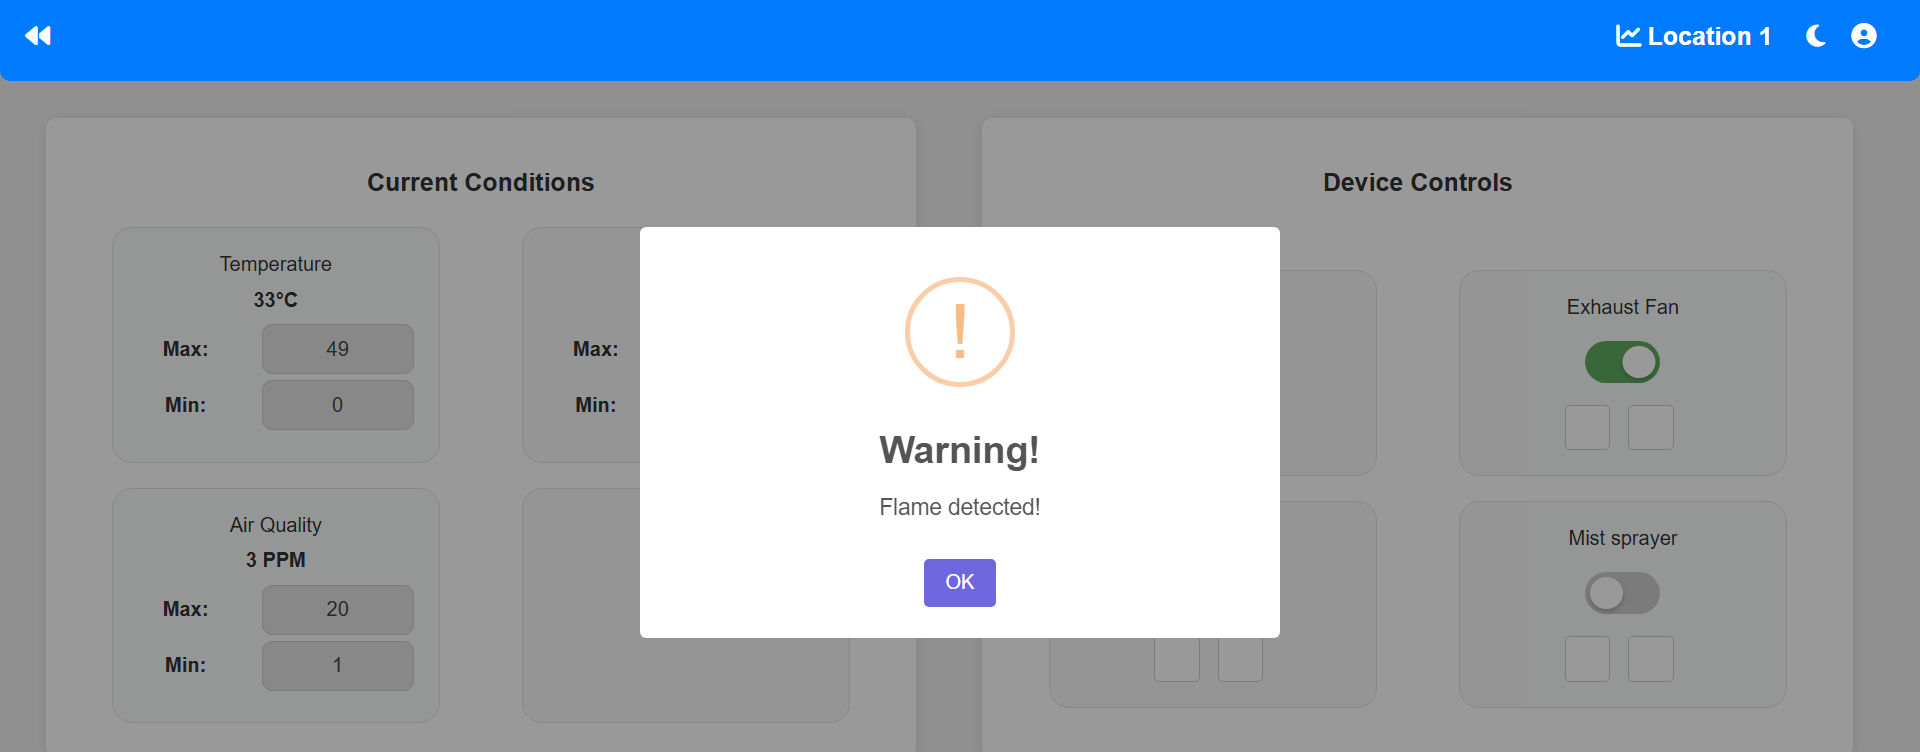 Location 1
Current Conditions
Temperature
33°C
Max: 49
Min: 0
Max:
Min:
Air Quality
3 PPM
Max: 20
Min: 1
Device Controls
Exhaust Fan
Mist sprayer
!
Warning!
Flame detected!
OK